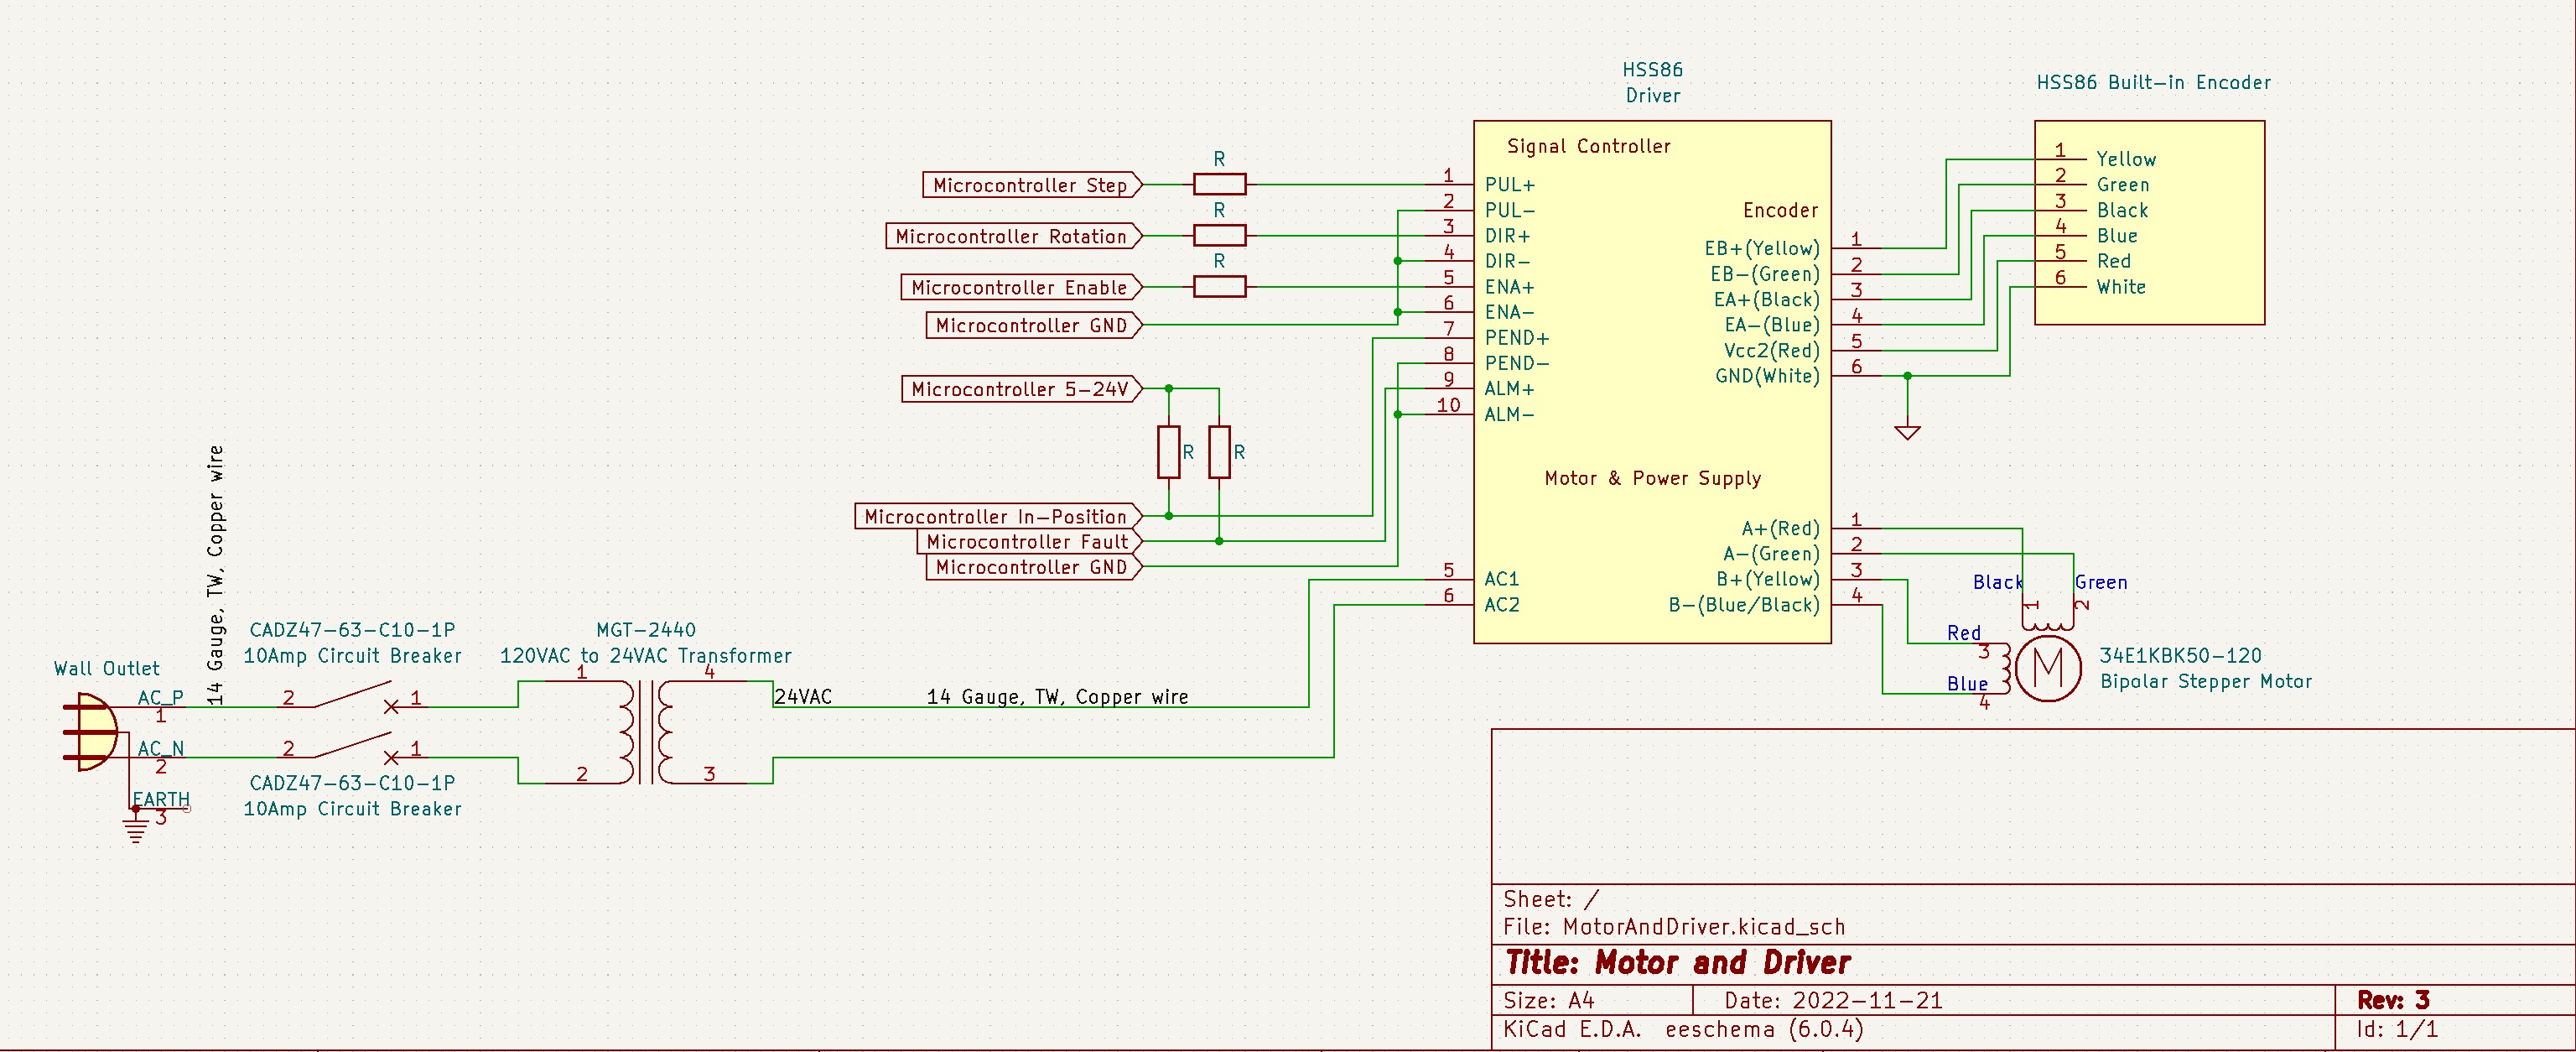 HSS86
Driver
HSS86 Built-in Encoder
Signal Controller
R
Microcontroller Step
1
PUL+
R
2
PUL-
Microcontroller Rotation
3
DIR+
R
4
DIR-
Microcontroller Enable
5
ENA+
6
ENA-
Microcontroller GND
7
PEND+
8
PEND-
Microcontroller 5-24V
9
ALM+
10
ALM-
R
R
Microcontroller In-Position
Microcontroller Fault
Microcontroller GND
5
AC1
6
AC2
Encoder
EB+(Yellow)
1
EB-(Green)
2
EA+(Black)
3
EA-(Blue)
4
Vcc2(Red)
5
GND(White)
6
1
Yellow
2
Green
3
Black
4
Blue
5
Red
6
White
Motor & Power Supply
A+(Red)
1
A-(Green)
2
B+(Yellow)
3
B-(Blue/Black)
4
Black
Green
1
2
Red
3
Blue
4
M
34E1KBK50-120
Bipolar Stepper Motor
14 Gauge, TW, Copper wire
Wall Outlet
AC_P
1
AC_N
2
EARTH
3
CADZ47-63-C10-1P
10Amp Circuit Breaker
2
1
2
1
CADZ47-63-C10-1P
10Amp Circuit Breaker
MGT-2440
120VAC to 24VAC Transformer
1
4
2
3
24VAC
14 Gauge, TW, Copper wire
Sheet: /
File: MotorAndDriver.kicad_sch
Title: Motor and Driver
Size: A4
Date: 2022-11-21
Rev: 3
KiCad E.D.A. eeschema (6.0.4)
Id: 1/1